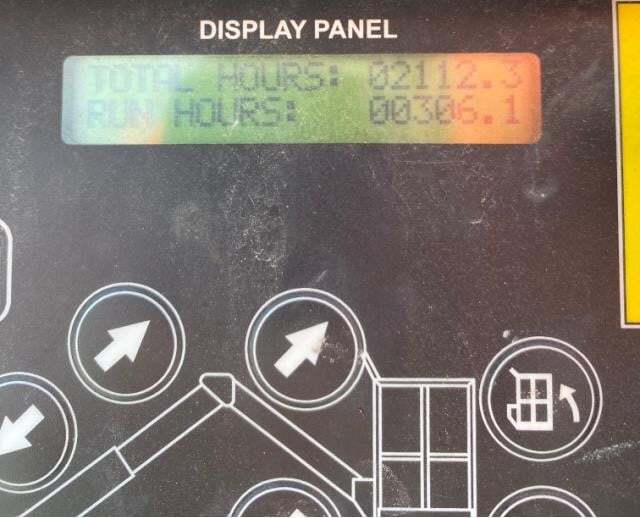 DISPLAY PANEL
TOTAL HOURS: 02112.3
RUN HOURS: 00306.1